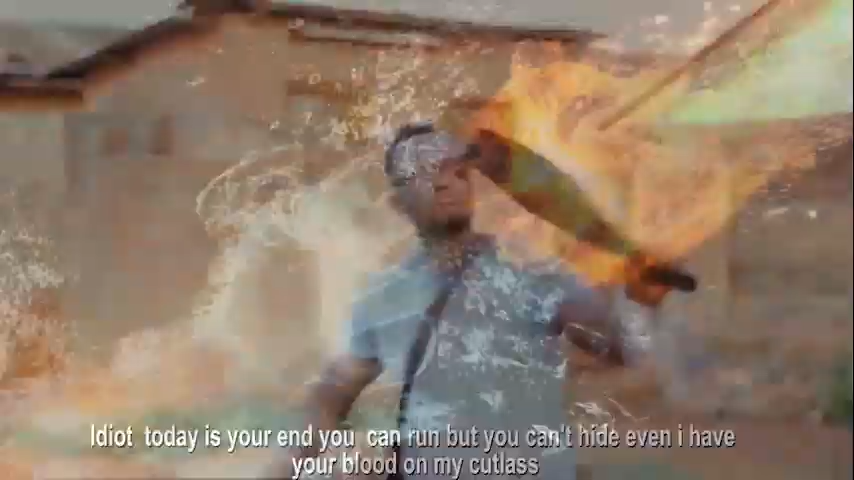 Idiot today is your end you can run but you can't hide even i have
your blood on my cutlass